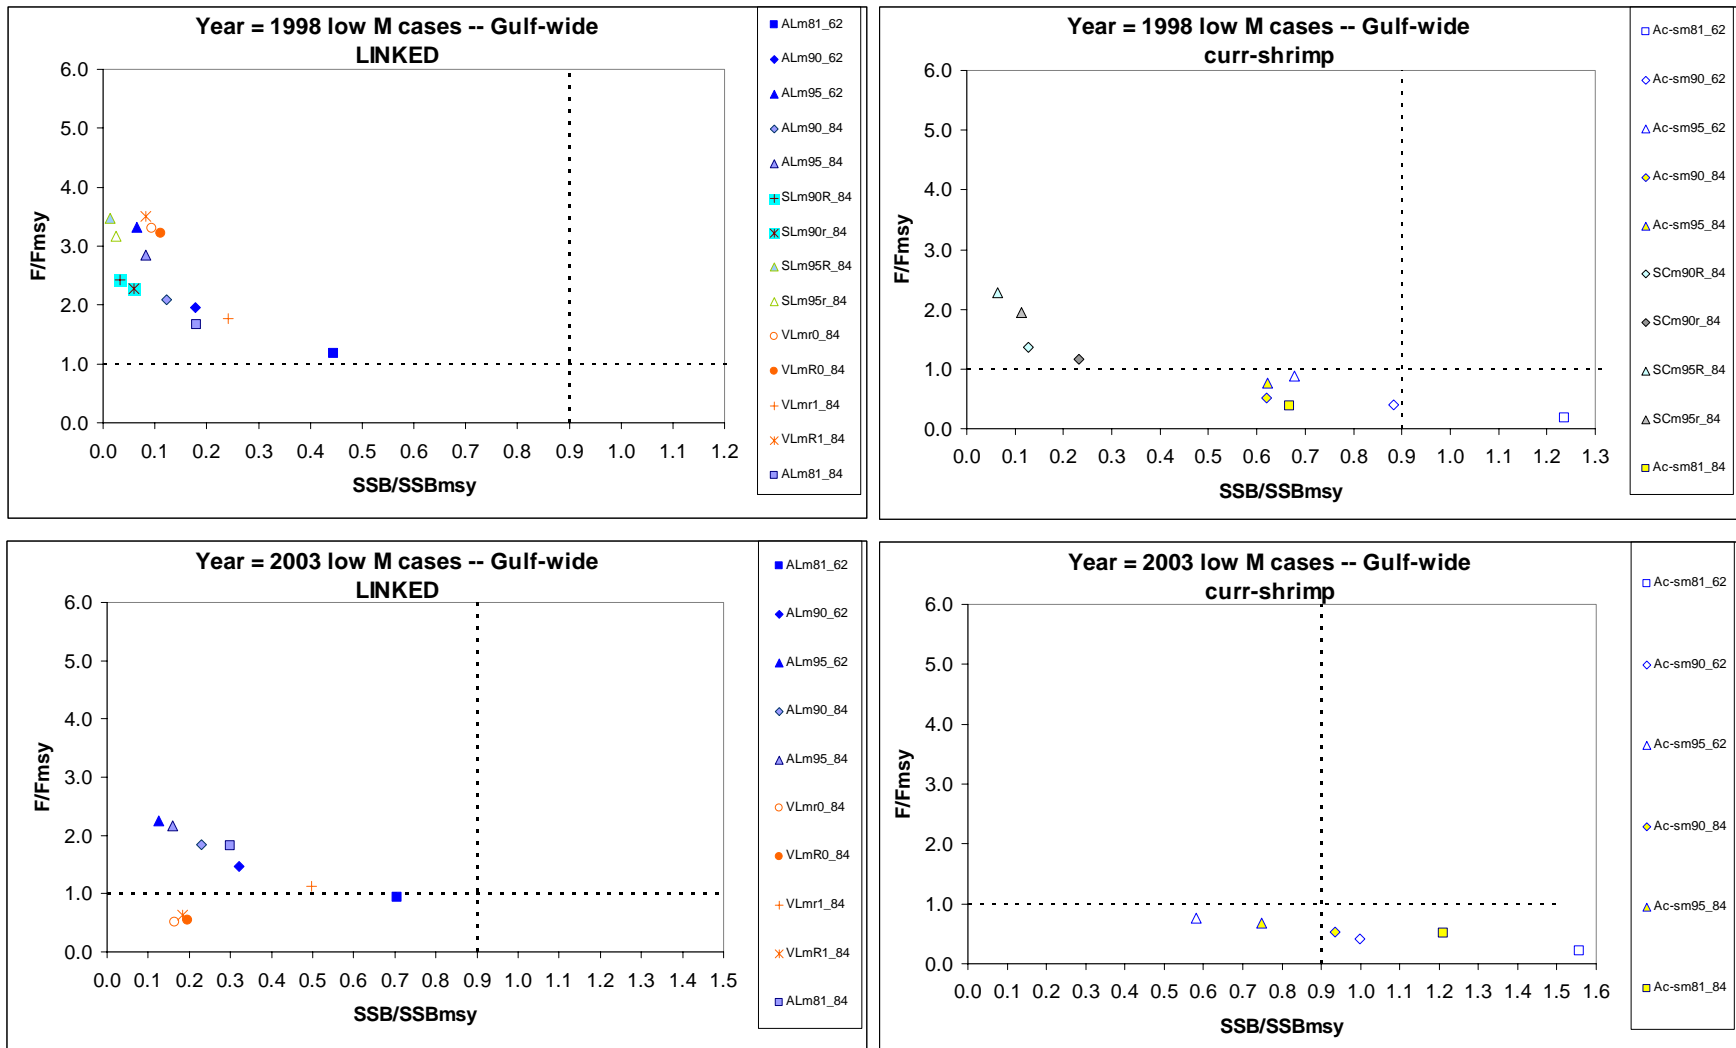 Year = 1998 low M cases -- Gulf-wide
LINKED
6.0
5.0
4.0
3.0
2.0
1.0
0.0
F/Fmsy
0.0 0.1 0.2 0.3 0.4 0.5 0.6 0.7 0.8 0.9 1.0 1.1 1.2
SSB/SSBmsy
ALm81_62
ALm90_62
ALm95_62
ALm90_84
ALm95_84
SLm90R_84
SLm90r_84
SLm95R_84
SLm95r_84
VLmr0_84
VLmR0_84
VLmr1_84
VLmR1_84
ALm81_84
Year = 1998 low M cases -- Gulf-wide
curr-shrimp
6.0
5.0
4.0
3.0
2.0
1.0
0.0
F/Fmsy
0.0 0.1 0.2 0.3 0.4 0.5 0.6 0.7 0.8 0.9 1.0 1.1 1.2 1.3
SSB/SSBmsy
Ac-sm81_62
Ac-sm90_62
Ac-sm95_62
Ac-sm90_84
Ac-sm95_84
SCm90R_84
SCm90r_84
SCm95R_84
SCm95r_84
Ac-sm81_84
Year = 2003 low M cases -- Gulf-wide
LINKED
6.0
5.0
4.0
3.0
2.0
1.0
0.0
F/Fmsy
0.0 0.1 0.2 0.3 0.4 0.5 0.6 0.7 0.8 0.9 1.0 1.1 1.2 1.3 1.4 1.5
SSB/SSBmsy
ALm81_62
ALm90_62
ALm95_62
ALm90_84
ALm95_84
VLmr0_84
VLmR0_84
VLmr1_84
VLmR1_84
ALm81_84
Year = 2003 low M cases -- Gulf-wide
curr-shrimp
6.0
5.0
4.0
3.0
2.0
1.0
0.0
F/Fmsy
0.0 0.1 0.2 0.3 0.4 0.5 0.6 0.7 0.8 0.9 1.0 1.1 1.2 1.3 1.4 1.5 1.6
SSB/SSBmsy
Ac-sm81_62
Ac-sm90_62
Ac-sm95_62
Ac-sm90_84
Ac-sm95_84
Ac-sm81_84